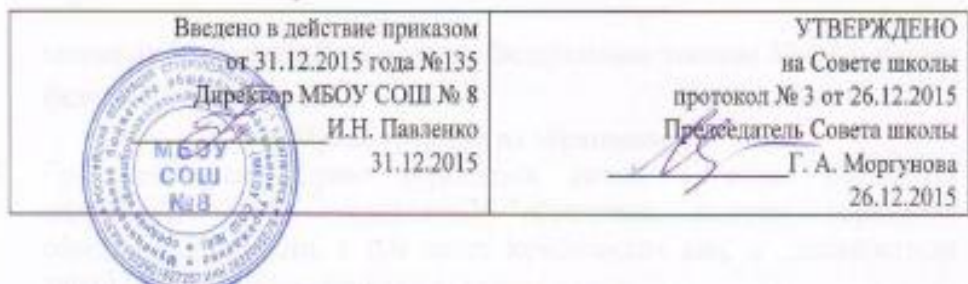 Введено в действие приказом
от 31.12.2015 года №135
Директор МБОУ СОШ № 8
И.Н. Павленко
31.12.2015
МБОУ
СОШ
№8
УТВЕРЖДЕНО
на Совете школы
протокол № 3 от 26.12.2015
Председатель Совета школы
Г. А. Моргунова
26.12.2015